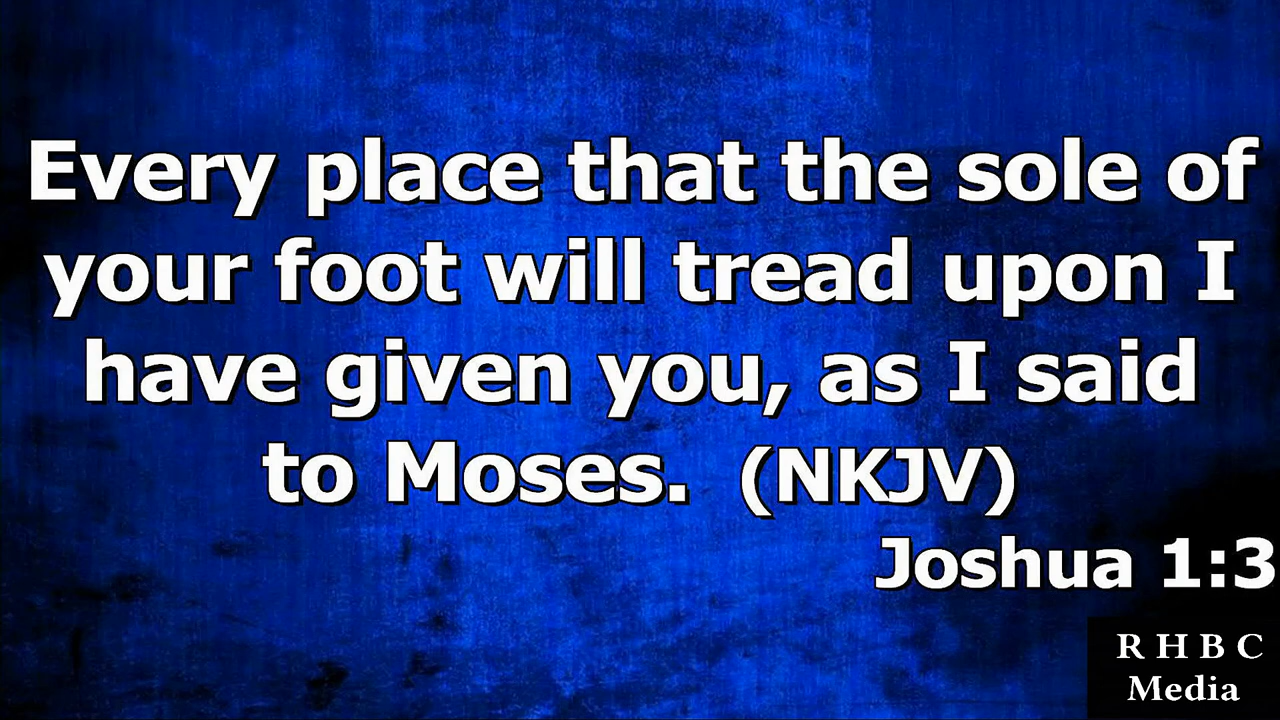 Every place that the sole of
your foot will tread upon I
have given you, as I said
to Moses.  (NKJV)
Joshua 1:3
R H B C
Media